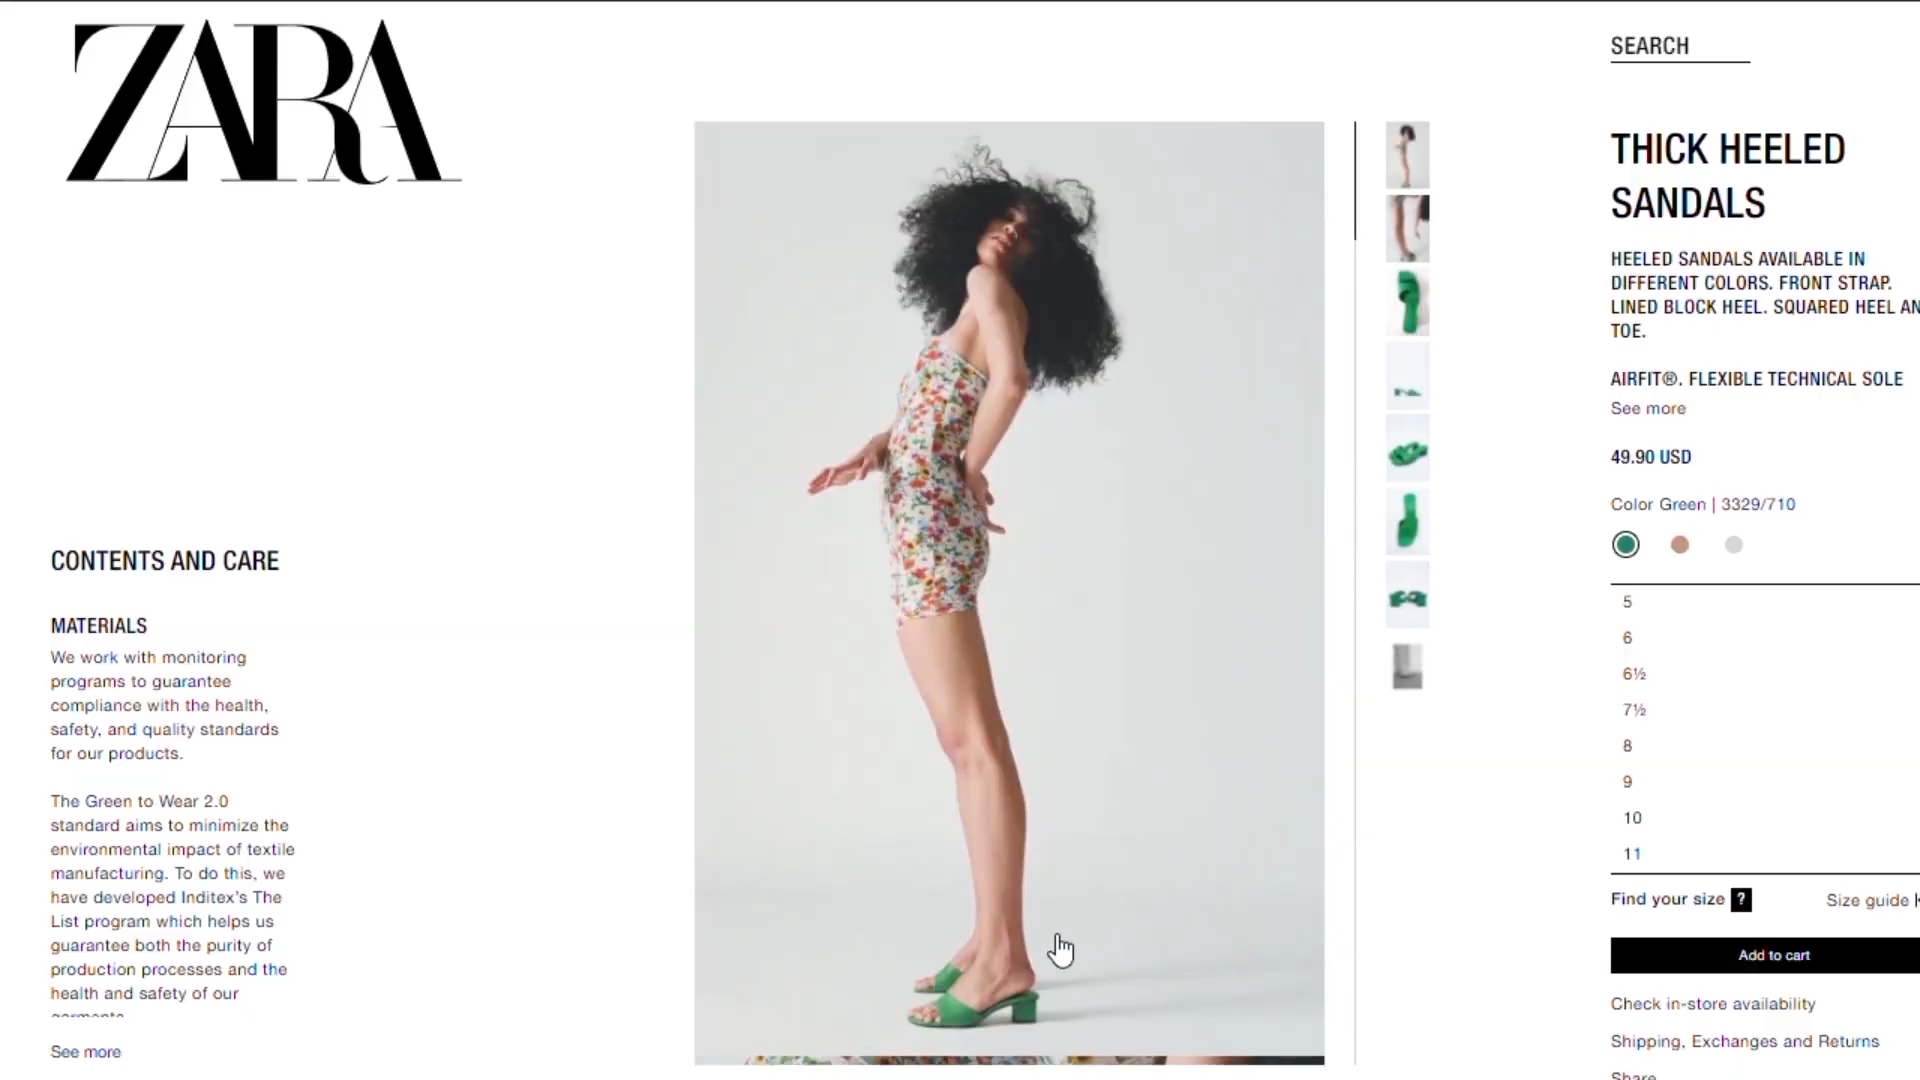 ZARA
SEARCH
THICK HEELED
SANDALS
HEELED SANDALS AVAILABLE IN
DIFFERENT COLORS. FRONT STRAP.
LINED BLOCK HEEL. SQUARED HEEL AN
TOE.
AIRFIT®. FLEXIBLE TECHNICAL SOLE
See more
49.90 USD
Color Green | 3329/710
5
6
6½
7½
8
9
10
11
Find your size ?
Size guide
Add to cart
Check in-store availability
Shipping, Exchanges and Returns
Share
CONTENTS AND CARE
MATERIALS
We work with monitoring
programs to guarantee
compliance with the health,
safety, and quality standards
for our products.
The Green to Wear 2.0
standard aims to minimize the
environmental impact of textile
manufacturing. To do this, we
have developed Inditex's The
List program which helps us
guarantee both the purity of
production processes and the
health and safety of our
garments
See more